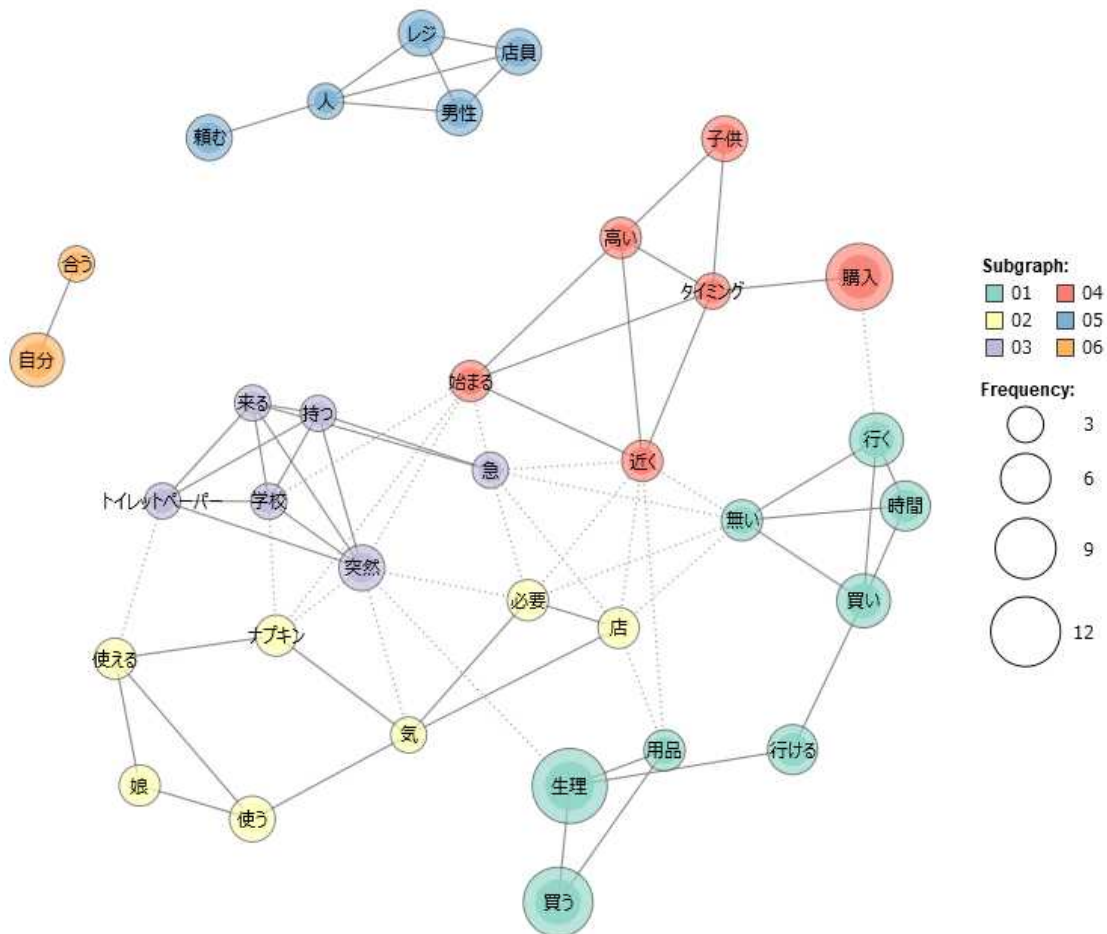 レジ
店員
人
男性
頼む
子供
高い
合う
購入
タイミング
自分
始まる
来る
持つ
近く
急
行く
トイレットペーパー
学校
無い
時間
突然
必要
買い
店
ナプキン
使える
気
用品
行ける
生理
娘
使う
買う
Subgraph:
01 04
02 05
03 06
Frequency:
3
6
9
12